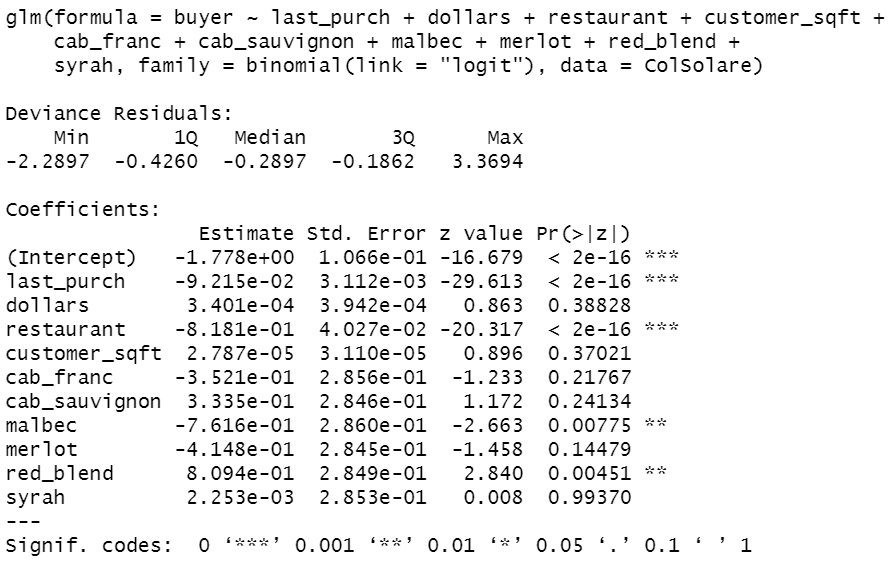 glm(formula = buyer ~ last_purch + dollars + restaurant + customer_sqft +
    cab_franc + cab_sauvignon + malbec + merlot + red_blend +
    syrah, family = binomial(link = "logit"), data = ColSolare)

Deviance Residuals:
    Min      1Q  Median      3Q     Max
-2.2897 -0.4260 -0.2897 -0.1862  3.3694

Coefficients:
                Estimate Std. Error z value Pr(>|z|)
(Intercept)   -1.778e+00  1.066e-01 -16.679  < 2e-16 ***
last_purch    -9.215e-02  3.112e-03 -29.613  < 2e-16 ***
dollars        3.401e-04  3.942e-04   0.863  0.38828
restaurant    -8.181e-01  4.027e-02 -20.317  < 2e-16 ***
customer_sqft  2.787e-05  3.110e-05   0.896  0.37021
cab_franc     -3.521e-01  2.856e-01  -1.233  0.21767
cab_sauvignon  3.335e-01  2.846e-01   1.172  0.24134
malbec        -7.616e-01  2.860e-01  -2.663  0.00775 **
merlot        -4.148e-01  2.845e-01  -1.458  0.14479
red_blend      8.094e-01  2.849e-01   2.840  0.00451 **
syrah          2.253e-03  2.853e-01   0.008  0.99370
---
Signif. codes:  0 ‘***’ 0.001 ‘**’ 0.01 ‘*’ 0.05 ‘.’ 0.1 ‘ ’ 1